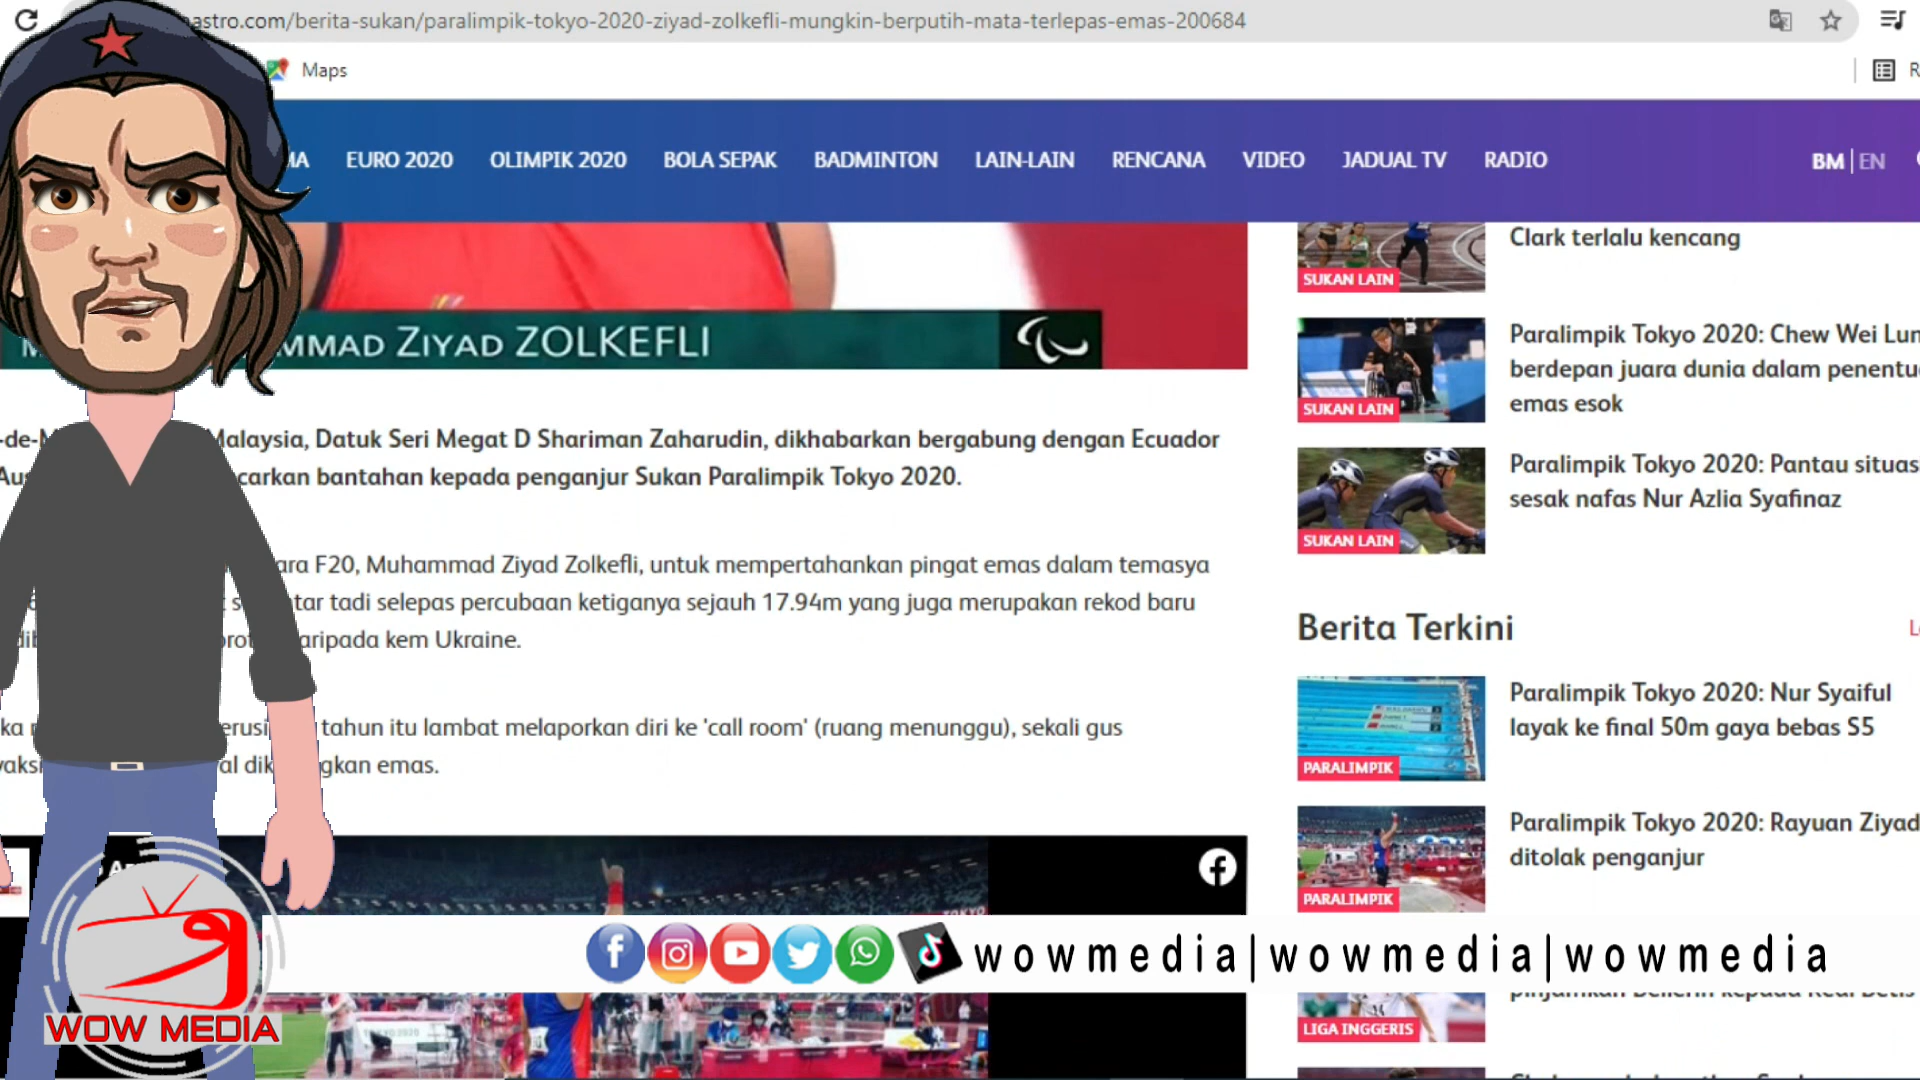 astro.com/berita-sukan/paralimpik-tokyo-2020-ziyad-zolkefli-mungkin-berputih-mata-terlepas-emas-200684
Maps
EURO 2020 OLIMPIK 2020 BOLA SEPAK BADMINTON LAIN-LAIN RENCANA VIDEO JADUAL TV RADIO BM | EN
ZIYAD ZOLKEFLI
Malaysia, Datuk Seri Megat D Shariman Zaharudin, dikhabarkan bergabung dengan Ecuador
bantahan kepada penganjur Sukan Paralimpik Tokyo 2020.
F20, Muhammad Ziyad Zolkefli, untuk mempertahankan pingat emas dalam temasya
tadi selepas percubaan ketiganya sejauh 17.94m yang juga merupakan rekod baru
kem Ukraine.
tahun itu lambat melaporkan diri ke 'call room' (ruang menunggu), sekali gus
emas.
Clark terlalu kencang
SUKAN LAIN
Paralimpik Tokyo 2020: Chew Wei Lun
berdepan juara dunia dalam penentu
emas esok
SUKAN LAIN
Paralimpik Tokyo 2020: Pantau situasi
sesak nafas Nur Azlia Syafinaz
SUKAN LAIN
Berita Terkini
Paralimpik Tokyo 2020: Nur Syaiful
layak ke final 50m gaya bebas S5
PARALIMPIK
Paralimpik Tokyo 2020: Rayuan Ziyad
ditolak penganjur
PARALIMPIK
wowmedia|wowmedia|wowmedia
LIGA INGGERIS
WOW MEDIA